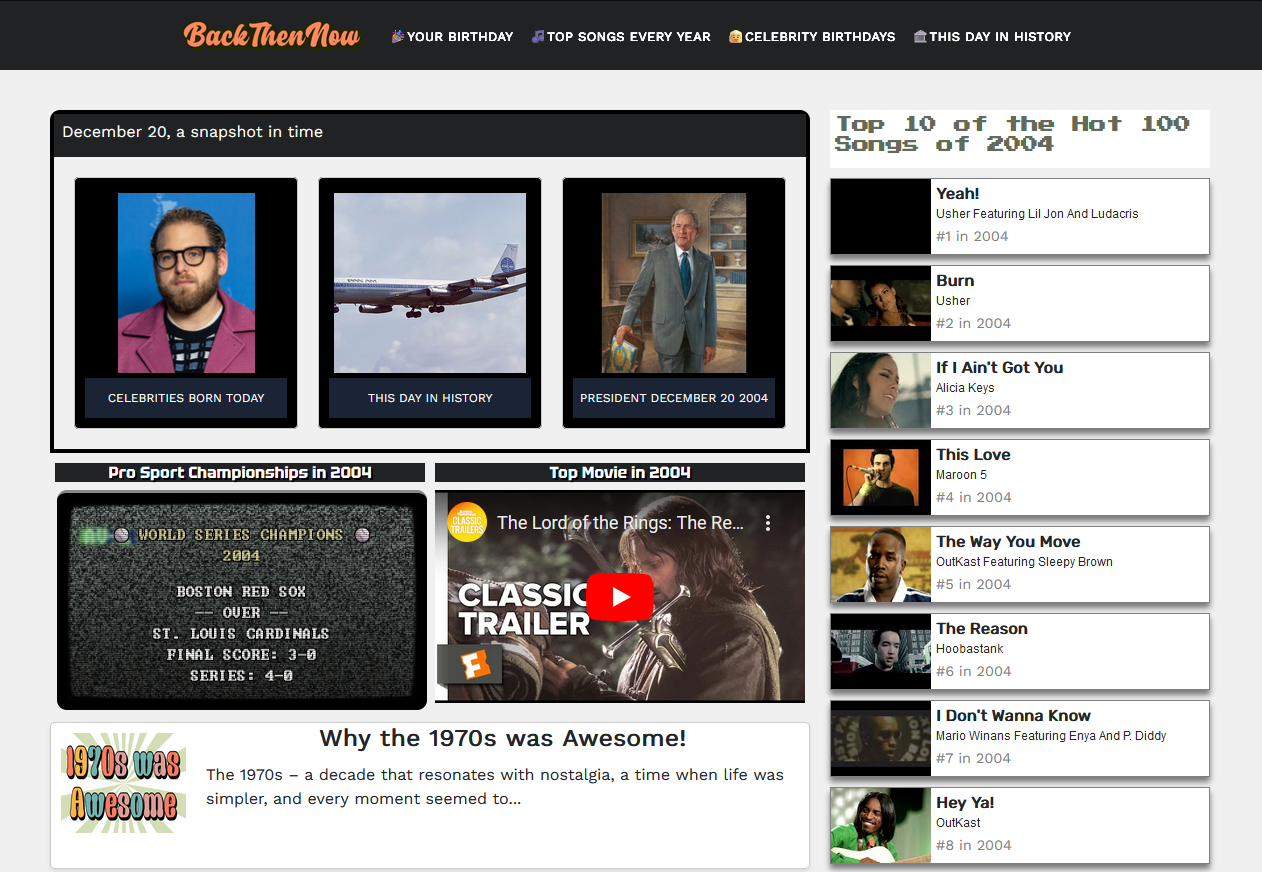 BackThenNow
YOUR BIRTHDAY
TOP SONGS EVERY YEAR
CELEBRITY BIRTHDAYS
THIS DAY IN HISTORY
December 20, a snapshot in time
CELEBRITIES BORN TODAY
THIS DAY IN HISTORY
PRESIDENT DECEMBER 20 2004
Pro Sport Championships in 2004
WORLD SERIES CHAMPIONS
2004
BOSTON RED SOX
-- OVER --
ST. LOUIS CARDINALS
FINAL SCORE: 3-0
SERIES: 4-0
Top Movie in 2004
CLASSIC
TRAILERS
The Lord of the Rings: The Re...
CLASSIC
TRAILER
F
1970s was
Awesome
Why the 1970s was Awesome!
The 1970s – a decade that resonates with nostalgia, a time when life was
simpler, and every moment seemed to...
Top 10 of the Hot 100
Songs of 2004
Yeah!
Usher Featuring Lil Jon And Ludacris
#1 in 2004
Burn
Usher
#2 in 2004
If I Ain't Got You
Alicia Keys
#3 in 2004
This Love
Maroon 5
#4 in 2004
The Way You Move
OutKast Featuring Sleepy Brown
#5 in 2004
The Reason
Hoobastank
#6 in 2004
I Don't Wanna Know
Mario Winans Featuring Enya And P. Diddy
#7 in 2004
Hey Ya!
OutKast
#8 in 2004